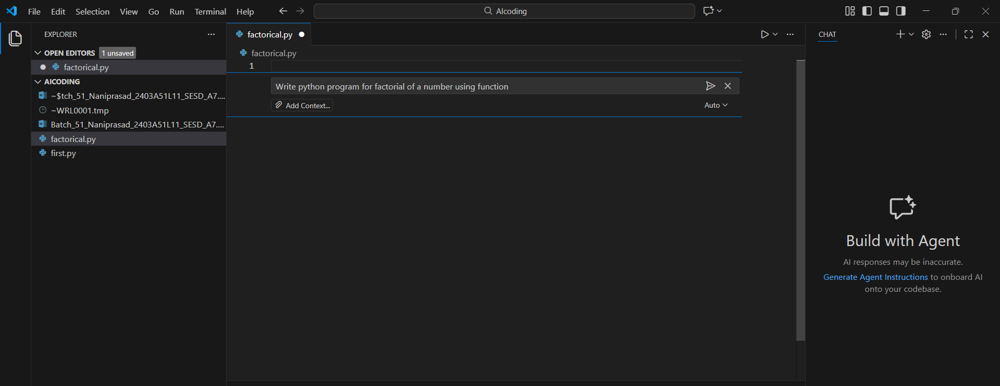 File Edit Selection View Go Run Terminal Help
AIcoding
EXPLORER
OPEN EDITORS 1 unsaved
factorical.py
AICODING
~$tch_51_Naniprasad_2403A51L11_SESD_A7....
~WRL0001.tmp
Batch_51_Naniprasad_2403A51L11_SESD_A7....
factorical.py
first.py
factorical.py
factorical.py
1
Write python program for factorial of a number using function
Add Context...
Auto
CHAT
Build with Agent
AI responses may be inaccurate.
Generate Agent Instructions to onboard AI
onto your codebase.